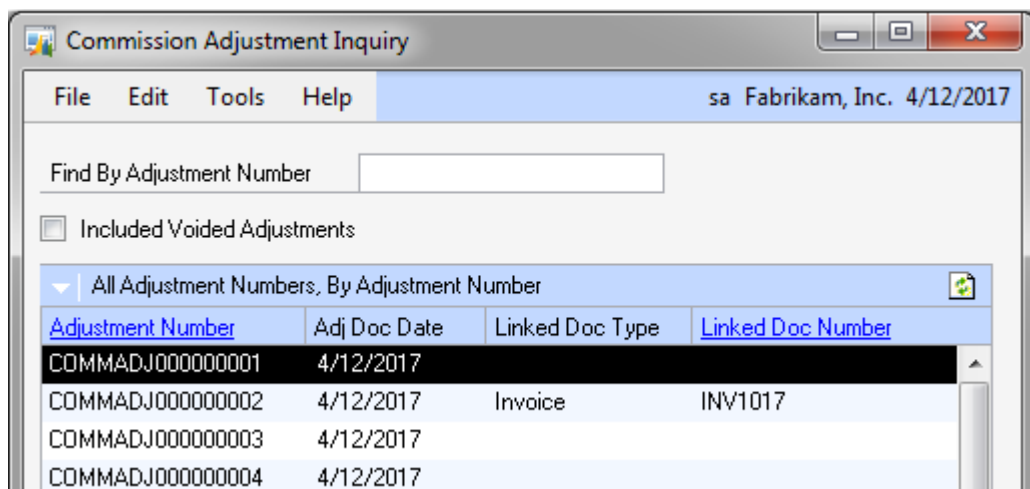 Commission Adjustment Inquiry
File Edit Tools Help sa Fabrikam, Inc. 4/12/2017
Find By Adjustment Number
Included Voided Adjustments
All Adjustment Numbers, By Adjustment Number
Adjustment Number Adj Doc Date Linked Doc Type Linked Doc Number
COMMADJ000000001 4/12/2017
COMMADJ000000002 4/12/2017 Invoice INV1017
COMMADJ000000003 4/12/2017
COMMADJ000000004 4/12/2017